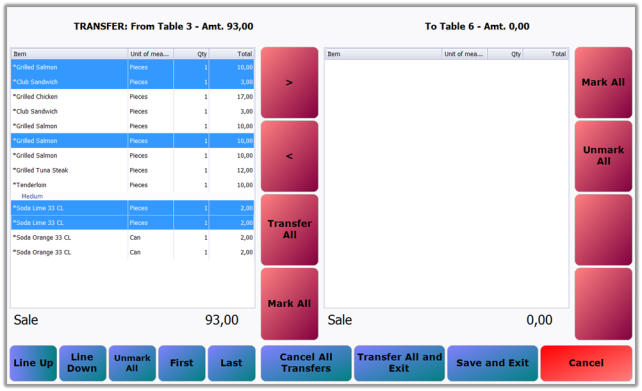 TRANSFER: From Table 3 - Amt. 93,00
To Table 6 - Amt. 0,00
Item Unit of mea... Qty Total
*Grilled Salmon Pieces 1 10,00
*Club Sandwich Pieces 1 3,00
*Grilled Chicken Pieces 1 17,00
*Club Sandwich Pieces 1 3,00
*Grilled Salmon Pieces 1 10,00
*Grilled Salmon Pieces 1 10,00
*Grilled Salmon Pieces 1 10,00
*Grilled Tuna Steak Pieces 1 12,00
*Tenderloin Pieces 1 10,00
Medium
*Soda Lime 33 CL Pieces 1 2,00
*Soda Lime 33 CL Pieces 1 2,00
*Soda Orange 33 CL Can 1 2,00
*Soda Orange 33 CL Can 1 2,00
Sale 93,00
>
<
Transfer
All
Mark All
Item Unit of mea... Qty Total
Sale 0,00
Mark All
Unmark
All
Line Up
Line
Down
Unmark
All
First
Last
Cancel All
Transfers
Transfer All and
Exit
Save and Exit
Cancel